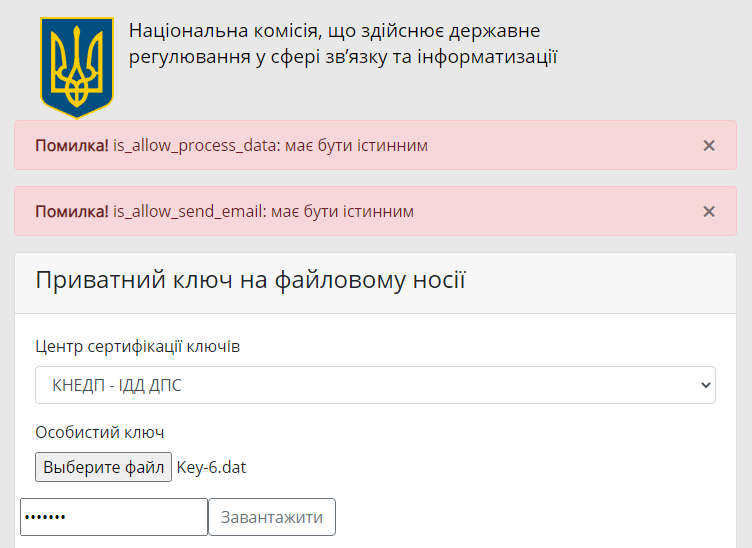 Національна комісія, що здійснює державне
регулювання у сфері зв’язку та інформатизації
Помилка! is_allow_process_data: має бути істинним ×
Помилка! is_allow_send_email: має бути істинним ×
Приватний ключ на файловому носії
Центр сертифікації ключів
КНЕДП - ІДД ДПС
Особистий ключ
Выберите файл Key-6.dat
••••••• Завантажити